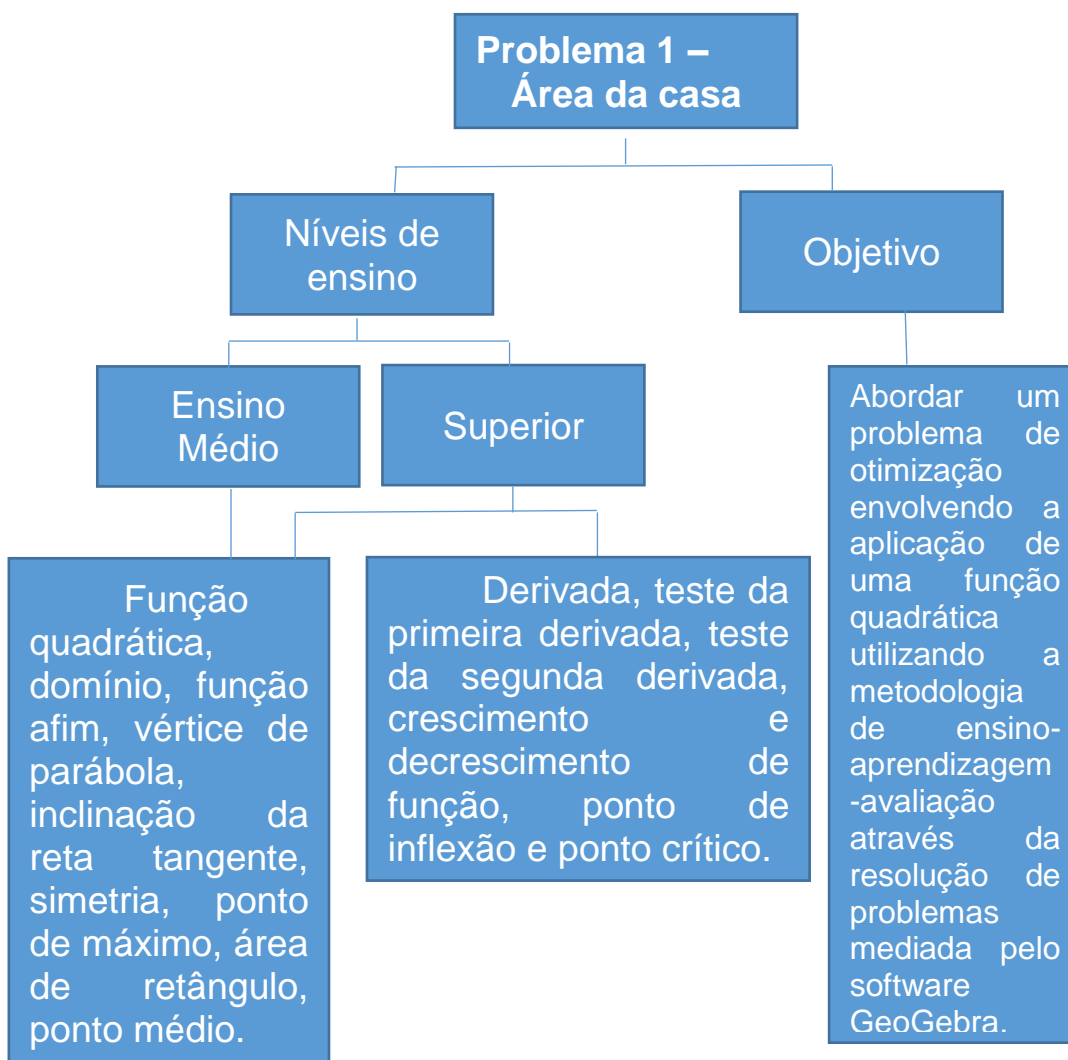 Problema 1 –
Área da casa
Níveis de
ensino
Objetivo
Ensino
Médio
Superior
Função
quadrática,
domínio, função
afim, vértice de
parábola,
inclinação da
reta tangente,
simetria, ponto
de máximo, área
de retângulo,
ponto médio.
Derivada, teste da
primeira derivada, teste
da segunda derivada,
crescimento e
decrescimento de
função, ponto de
inflexão e ponto crítico.
Abordar um
problema de
otimização
envolvendo a
aplicação de
uma função
quadrática
utilizando a
metodologia
de ensino-
aprendizagem
-avaliação
através da
resolução de
problemas
mediada pelo
software
GeoGebra.